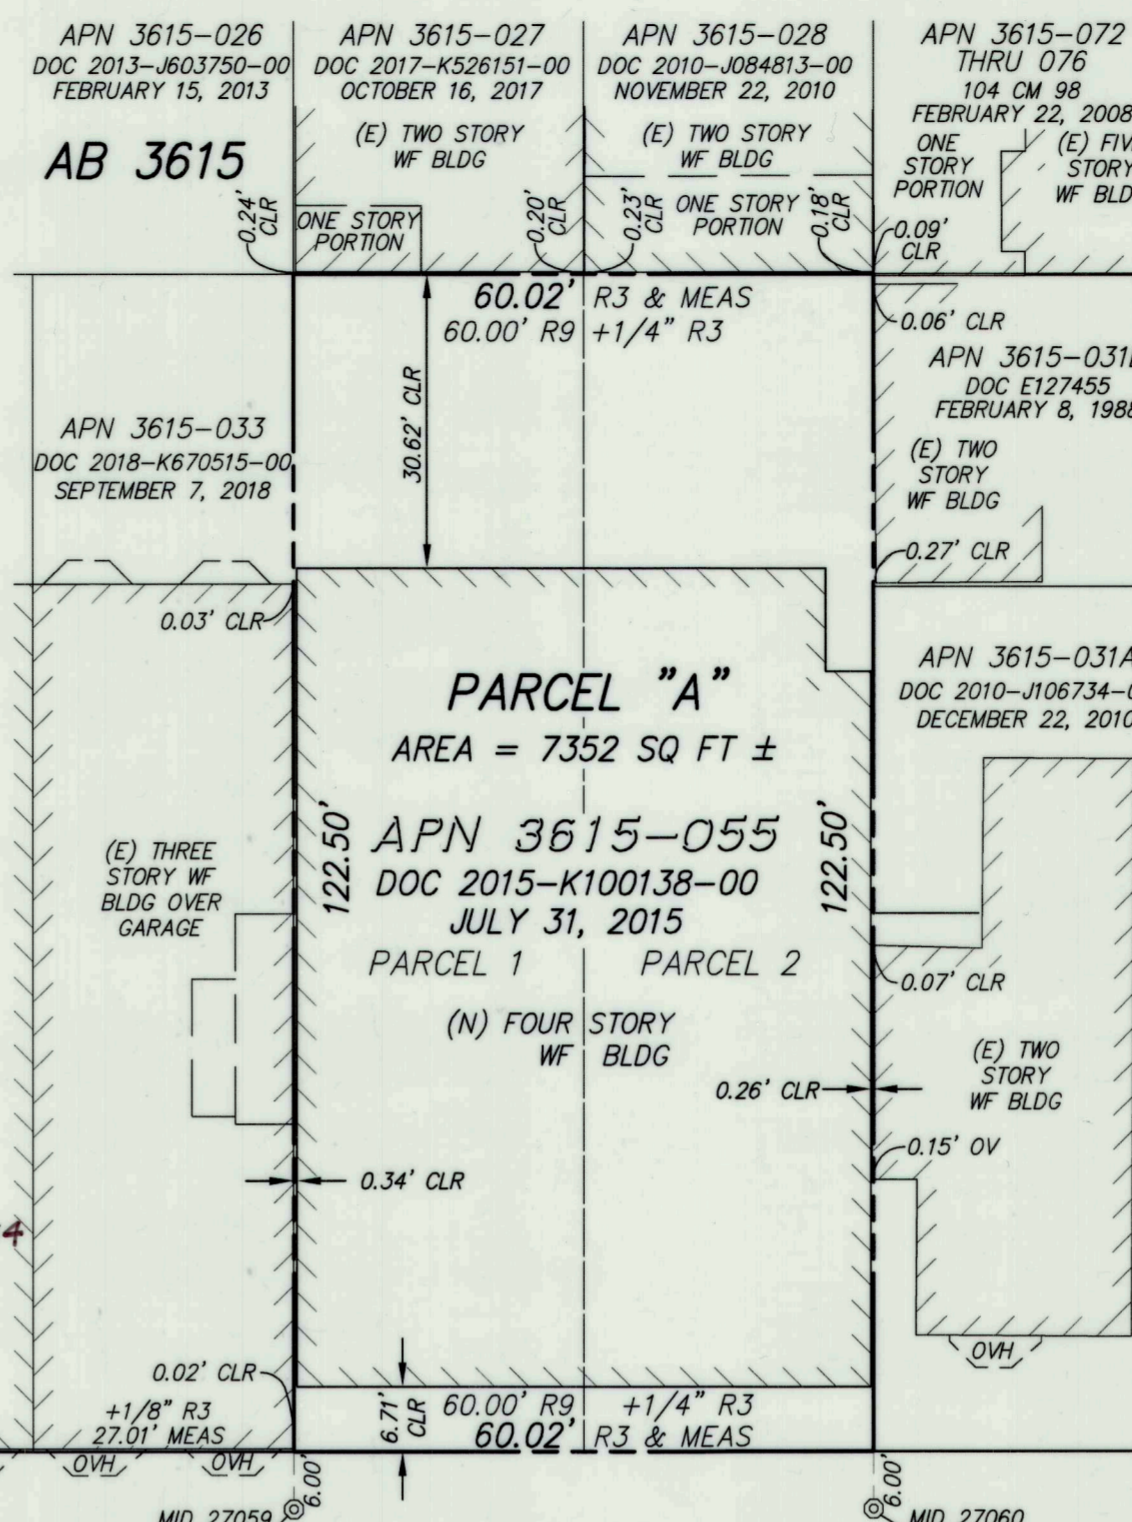 APN 3615-026
DOC 2013-J603750-00
FEBRUARY 15, 2013
APN 3615-027
DOC 2017-K526151-00
OCTOBER 16, 2017
APN 3615-028
DOC 2010-J084813-00
NOVEMBER 22, 2010
APN 3615-072
THRU 076
104 CM 98
FEBRUARY 22, 2008
AB 3615
(E) TWO STORY
WF BLDG
(E) TWO STORY
WF BLDG
ONE
STORY
PORTION
(E) FIV
STORY
WF BLD
0.24'
CLR
ONE STORY
PORTION
0.20'
CLR
0.23'
CLR
ONE STORY
PORTION
0.18'
CLR
0.09'
CLR
60.02' R3 & MEAS
60.00' R9 +1/4" R3
0.06' CLR
30.62' CLR
APN 3615-031
DOC E127455
FEBRUARY 8, 1988
APN 3615-033
DOC 2018-K670515-00
SEPTEMBER 7, 2018
(E) TWO
STORY
WF BLDG
0.27' CLR
0.03' CLR
PARCEL "A"
AREA = 7352 SQ FT ±
APN 3615-031A
DOC 2010-J106734-
DECEMBER 22, 2010
122.50'
APN 3615-055
DOC 2015-K100138-00
JULY 31, 2015
PARCEL 1
PARCEL 2
122.50'
(E) THREE
STORY WF
BLDG OVER
GARAGE
0.07' CLR
(N) FOUR STORY
WF BLDG
(E) TWO
STORY
WF BLDG
0.26' CLR
0.15' OV
0.34' CLR
4
OVH
0.02' CLR
+1/8" R3
27.01' MEAS
6.71'
CLR
60.00' R9 +1/4" R3
60.02' R3 & MEAS
OVH
OVH
6.00'
6.00'
MID 27059
MID 27060